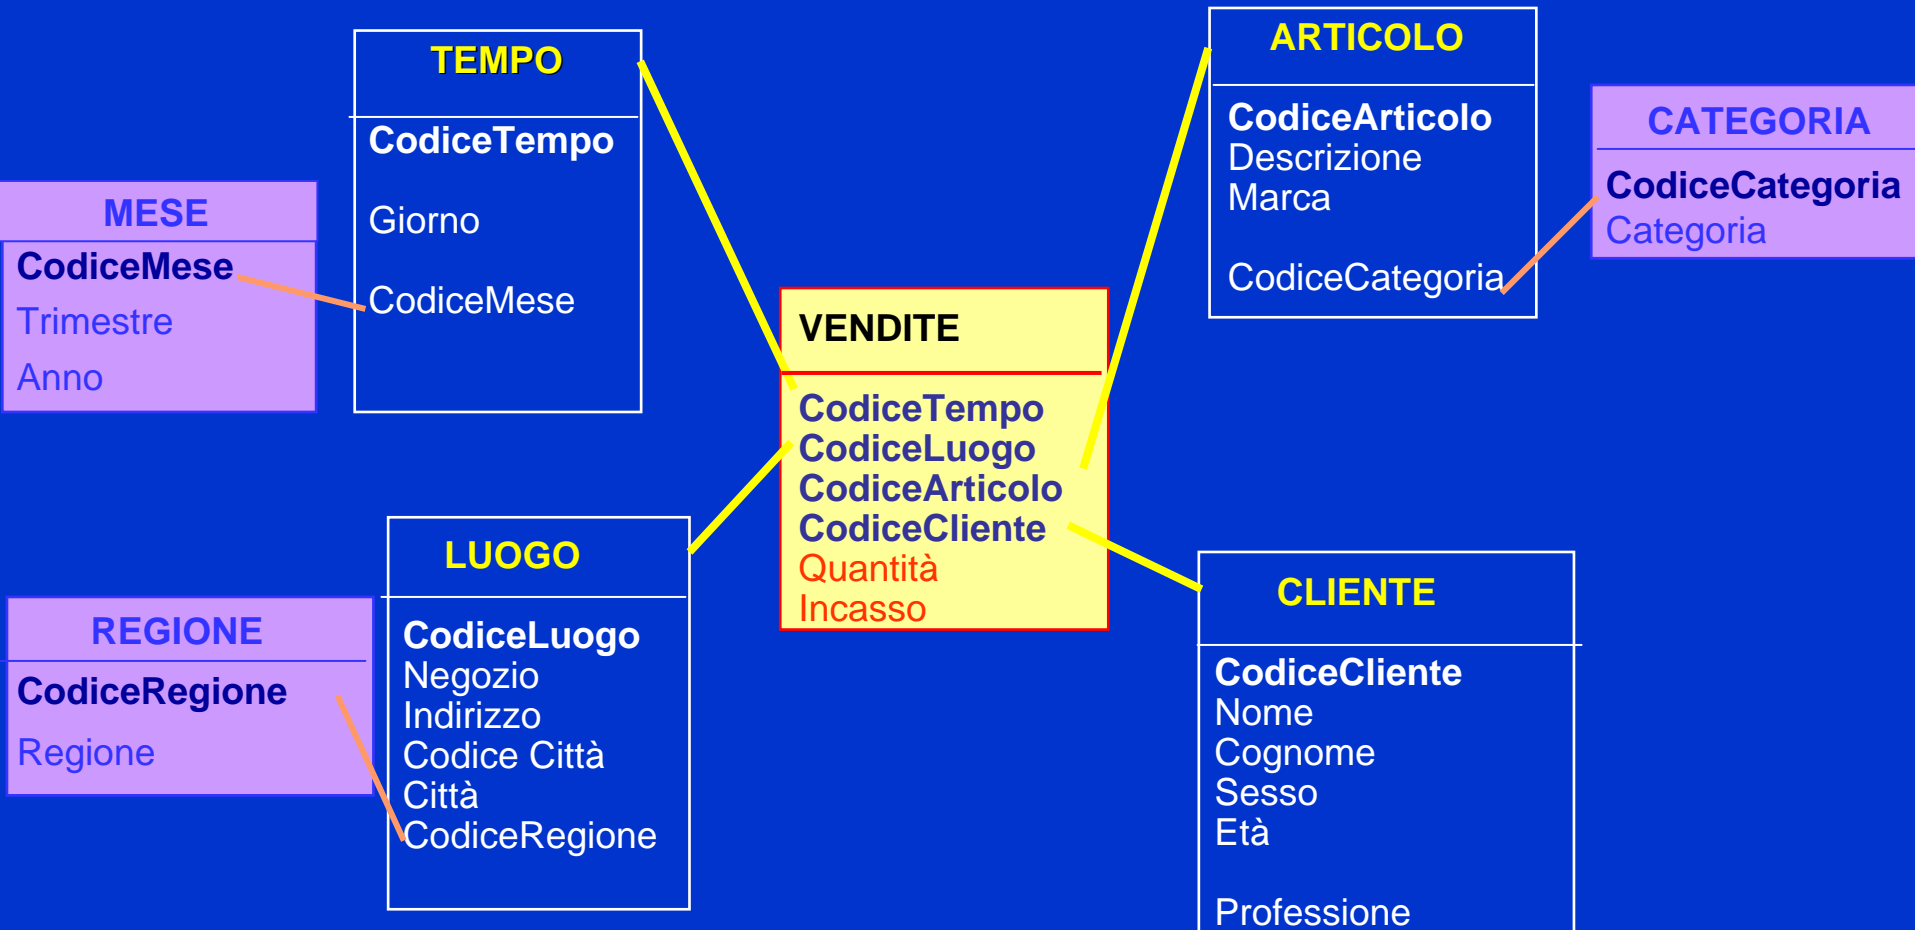 TEMPO
CodiceTempo
Giorno
CodiceMese
MESE
CodiceMese
Trimestre
Anno
ARTICOLO
CodiceArticolo
Descrizione
Marca
CodiceCategoria
CATEGORIA
CodiceCategoria
Categoria
VENDITE
CodiceTempo
CodiceLuogo
CodiceArticolo
CodiceCliente
Quantità
Incasso
LUOGO
CodiceLuogo
Negozio
Indirizzo
Codice Città
Città
CodiceRegione
REGIONE
CodiceRegione
Regione
CLIENTE
CodiceCliente
Nome
Cognome
Sesso
Età
Professione